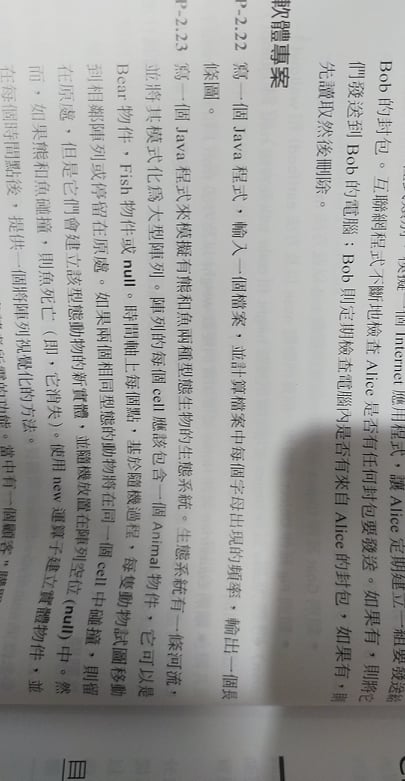 模擬一個 Internet 應用程式，讓 Alice 定期建立一組要發送給
Bob 的封包。互聯網程式不斷地檢查 Alice 是否有任何封包要發送。如果有，則將它
們發送到 Bob 的電腦；Bob 則定期檢查電腦內是否有來自 Alice 的封包，如果有，則
先讀取然後刪除。
軟體專案
P-2.22 寫一個 Java 程式，輸入一個檔案，並計算檔案中每個字母出現的頻率，輸出一個長
條圖。
P-2.23 寫一個 Java 程式來模擬有熊和魚兩種型態生物的生態系統。生態系統有一條河流，
並將其模式化為大型陣列。陣列的每個 cell 應該包含一個 Animal 物件，它可以是
Bear 物件，Fish 物件或 null。時間軸上每個點，基於隨機過程，每隻動物試圖移動
到相鄰陣列或停留在原處。如果兩個相同型態的動物將在同一個 cell 中碰撞，則留
在原處，但是它們會建立該型態動物的新實體，並隨機放置在陣列空位 (null) 中。然
而，如果熊和魚碰撞，則魚死亡（即，它消失）。使用 new 運算子建立實體物件，並
在每個時間點後，提供一個將陣列視覺化的方法。
的功能。當中有一個顧客
目